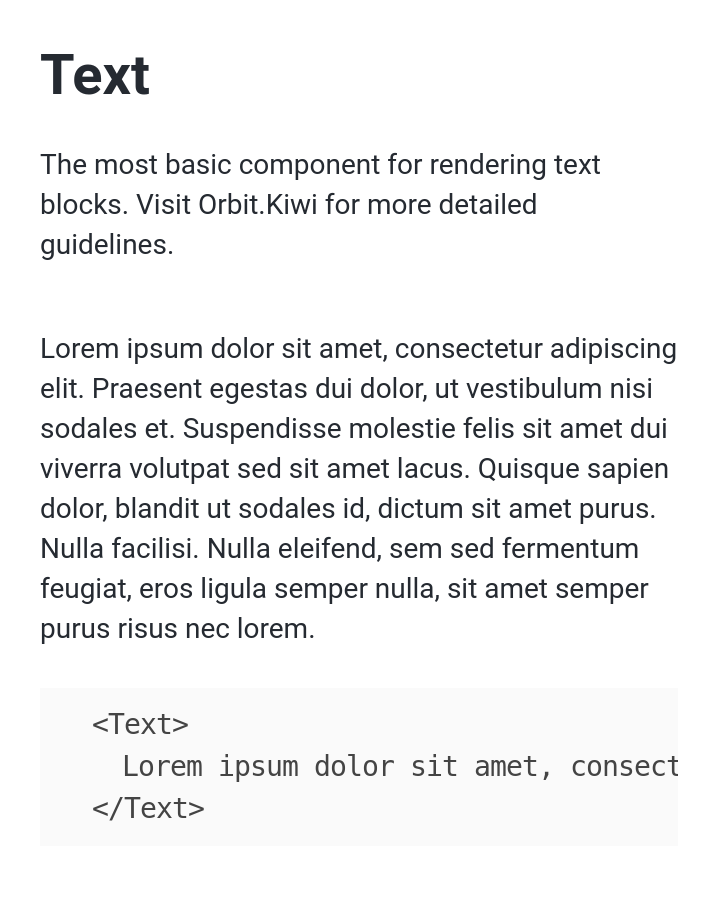 Text
The most basic component for rendering text
blocks. Visit Orbit.Kiwi for more detailed
guidelines.
Lorem ipsum dolor sit amet, consectetur adipiscing
elit. Praesent egestas dui dolor, ut vestibulum nisi
sodales et. Suspendisse molestie felis sit amet dui
viverra volutpat sed sit amet lacus. Quisque sapien
dolor, blandit ut sodales id, dictum sit amet purus.
Nulla facilisi. Nulla eleifend, sem sed fermentum
feugiat, eros ligula semper nulla, sit amet semper
purus risus nec lorem.
<Text>
  Lorem ipsum dolor sit amet, consect
</Text>